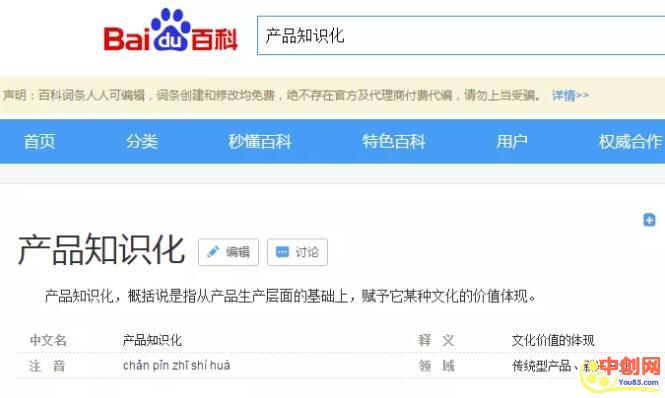 Bai du 百科
产品知识化
声明：百科词条人人可编辑，词条创建和修改均免费，绝不存在官方及代理商付费代编，请勿上当受骗。 详情>>
首页 分类 秒懂百科 特色百科 用户 权威合作
产品知识化 编辑 讨论
产品知识化，概括说是指从产品生产层面的基础上，赋予它某种文化的价值体现。
中文名 产品知识化 释 义 文化价值的体现
注 音 chǎn pǐn zhī shí huà 领 域 传统型产品、
中创网
You85.com